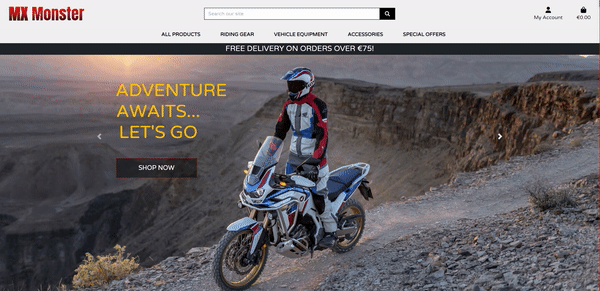 MX Monster
Search our site
My Account
€0.00
ALL PRODUCTS
RIDING GEAR
VEHICLE EQUIPMENT
ACCESSORIES
SPECIAL OFFERS
FREE DELIVERY ON ORDERS OVER €75!
ADVENTURE
AWAITS...
LET'S GO
SHOP NOW